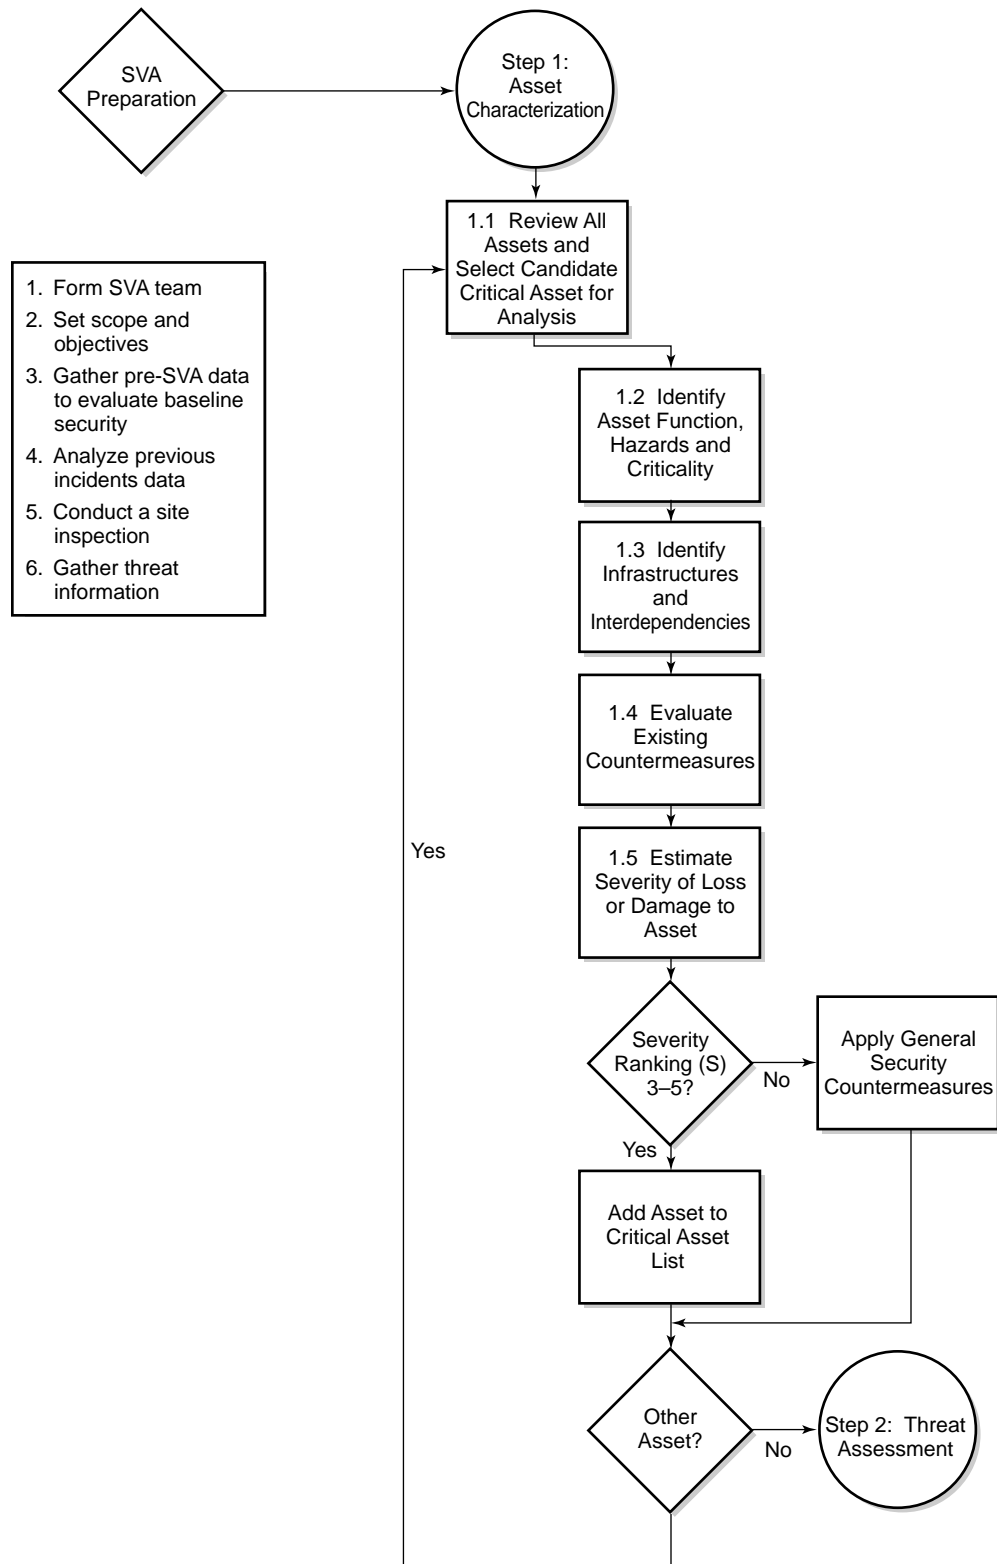 SVA
Preparation
Step 1:
Asset
Characterization
1.1 Review All
Assets and
Select Candidate
Critical Asset for
Analysis
1. Form SVA team
2. Set scope and
objectives
3. Gather pre-SVA data
to evaluate baseline
security
4. Analyze previous
incidents data
5. Conduct a site
inspection
6. Gather threat
information
1.2 Identify
Asset Function,
Hazards and
Criticality
1.3 Identify
Infrastructures
and
Interdependencies
1.4 Evaluate
Existing
Countermeasures
Yes
1.5 Estimate
Severity of Loss
or Damage to
Asset
Severity
Ranking (S)
3–5?
No
Apply General
Security
Countermeasures
Yes
Add Asset to
Critical Asset
List
Other
Asset?
No
Step 2: Threat
Assessment